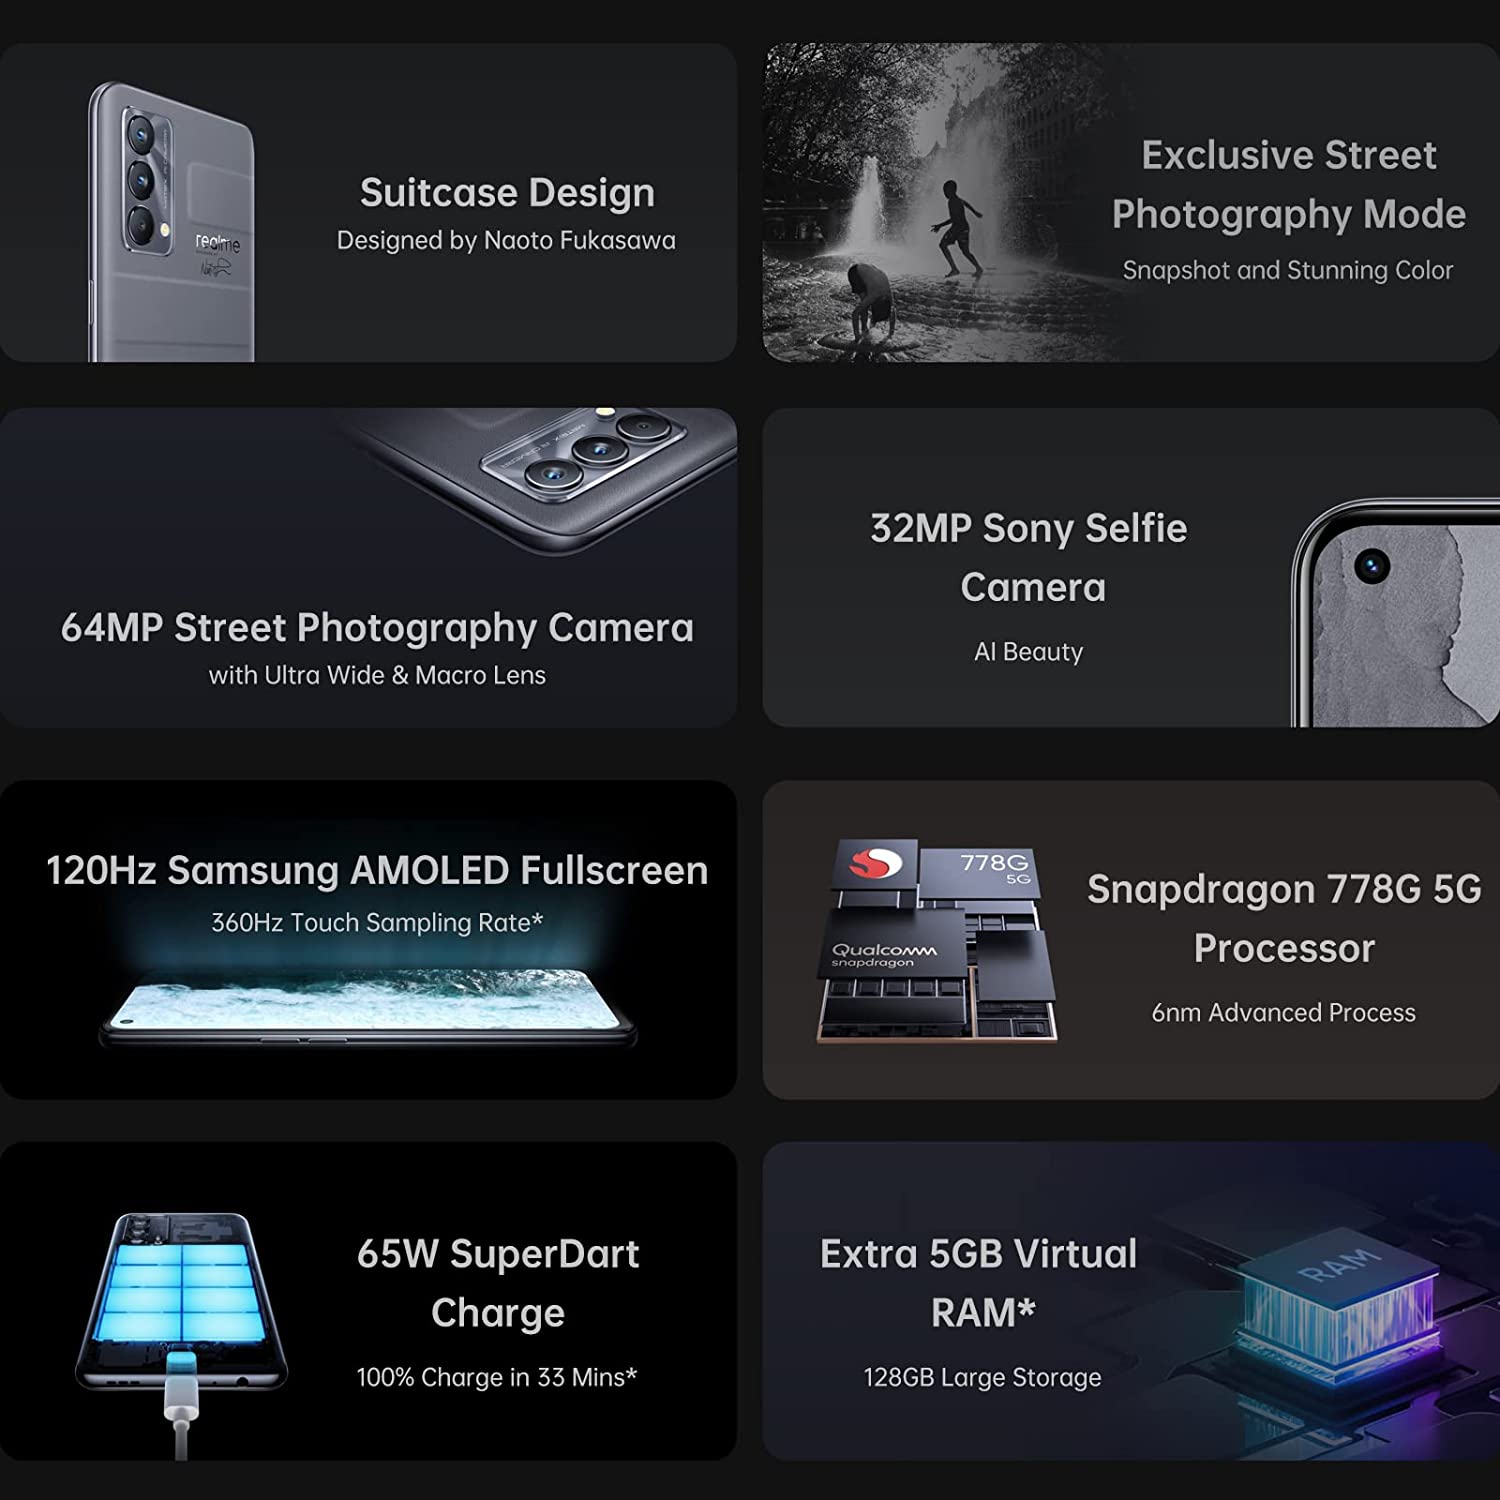 realme
Suitcase Design
Designed by Naoto Fukasawa
Exclusive Street
Photography Mode
Snapshot and Stunning Color
64MP Street Photography Camera
with Ultra Wide & Macro Lens
32MP Sony Selfie
Camera
AI Beauty
120Hz Samsung AMOLED Fullscreen
360Hz Touch Sampling Rate*
778G
5G
Qualcomm
snapdragon
Snapdragon 778G 5G
Processor
6nm Advanced Process
65W SuperDart
Charge
100% Charge in 33 Mins*
Extra 5GB Virtual
RAM*
128GB Large Storage
RAM